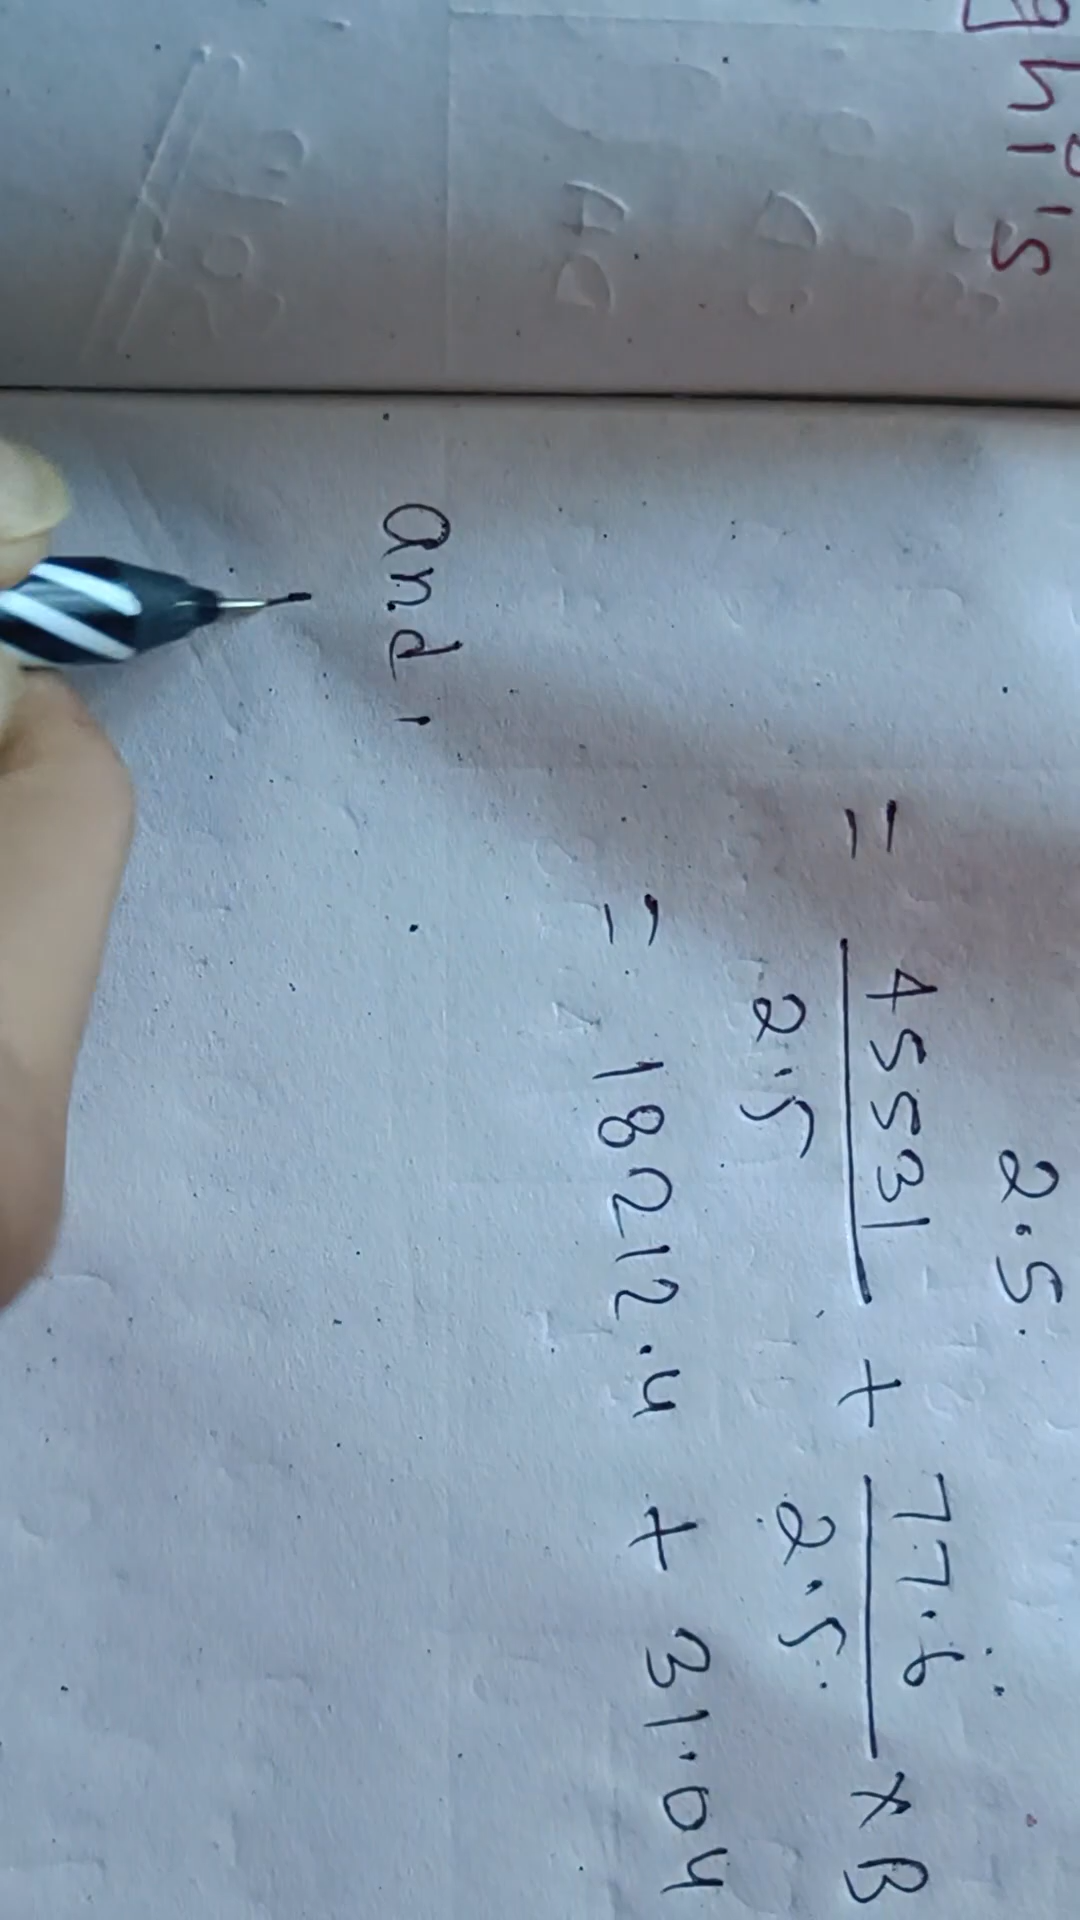 2.5
= 45531/2.5 + 77.6/2.5 x B
= 18212.4 + 31.04
and,